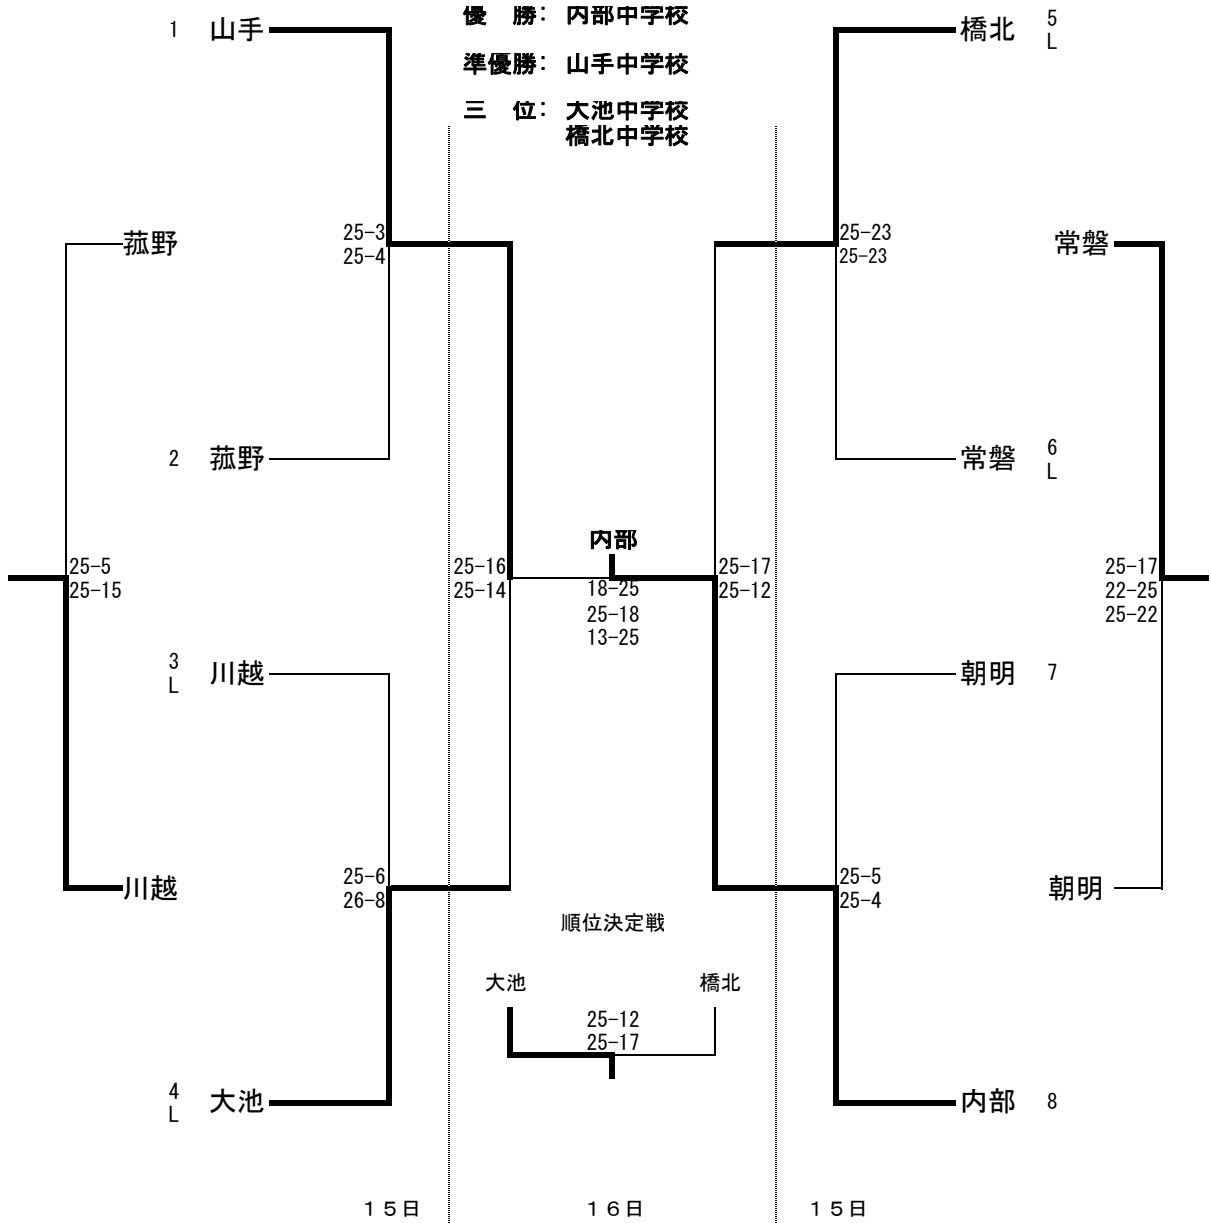 優　勝： 内部中学校
準優勝： 山手中学校
三　位： 大池中学校
橋北中学校
1 山手
橋北 5
L
菰野
25-3
25-4
25-23
25-23
常磐
2 菰野
常磐 6
L
内部
25-5
25-15
25-16
25-14
18-25
25-18
13-25
25-17
25-12
25-17
22-25
25-22
3
L
川越
朝明 7
川越
25-6
26-8
25-5
25-4
朝明
順位決定戦
大池 橋北
25-12
25-17
4
L
大池
内部 8
１５日 １６日 １５日